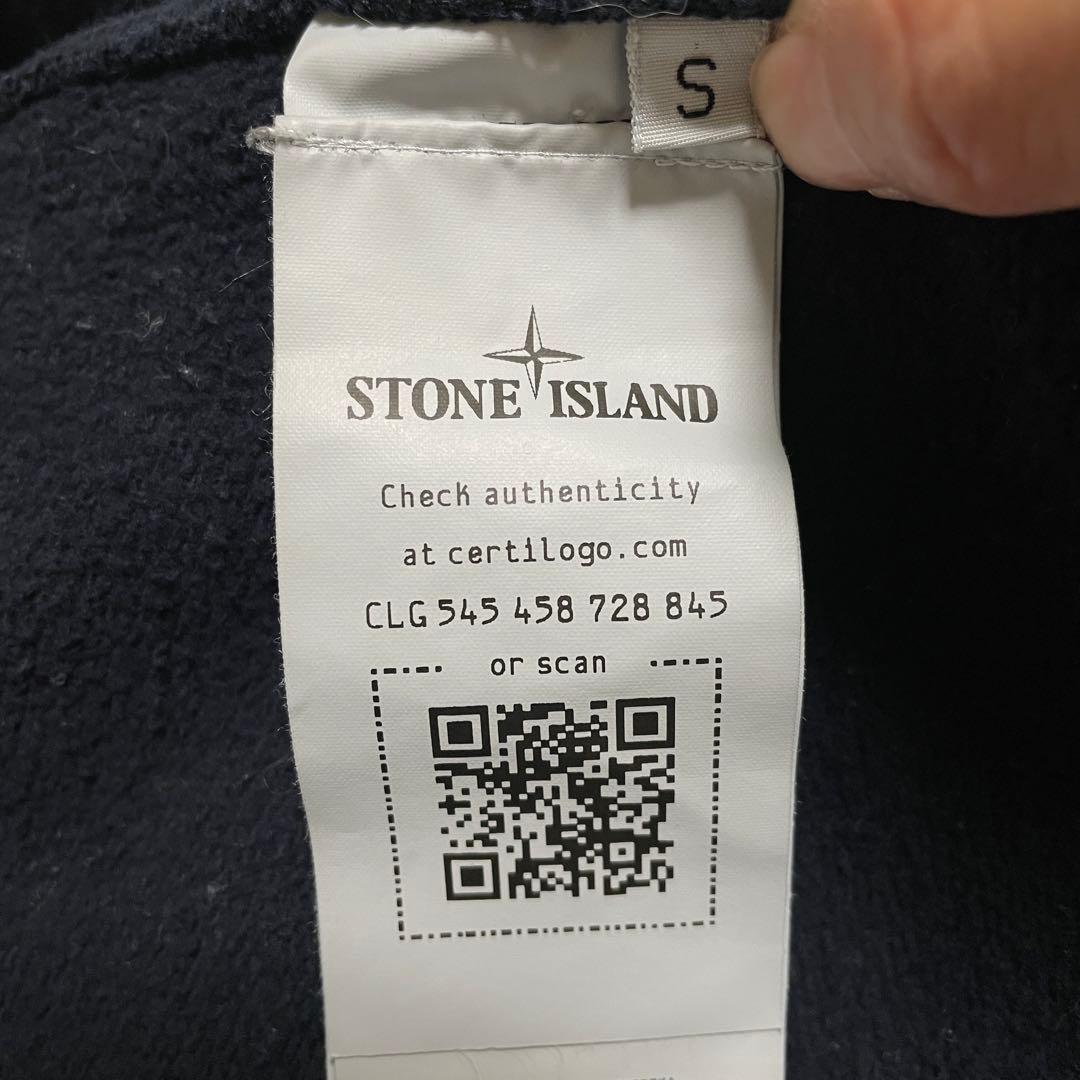 S
STONE ISLAND
Check authenticity
at certilogo.com
CLG 545 458 728 845
or scan